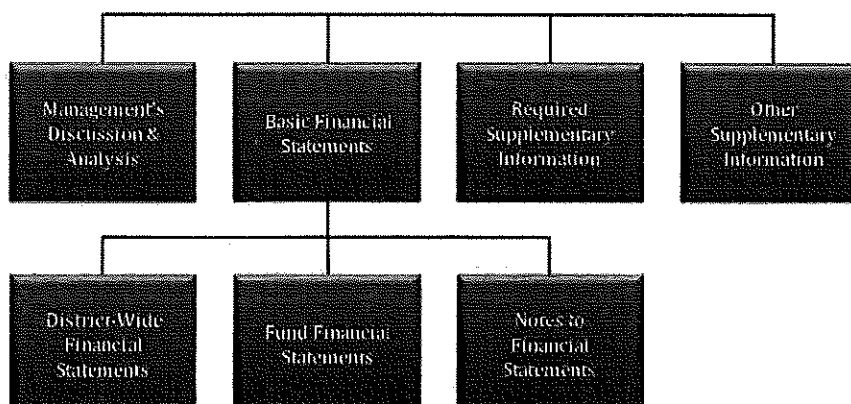 Management's
Discussion &
Analysis
Basic Financial
Statements
Required
Supplementary
Information
Other
Supplementary
Information
District-Wide
Financial
Statements
Fund Financial
Statements
Notes to
Financial
Statements